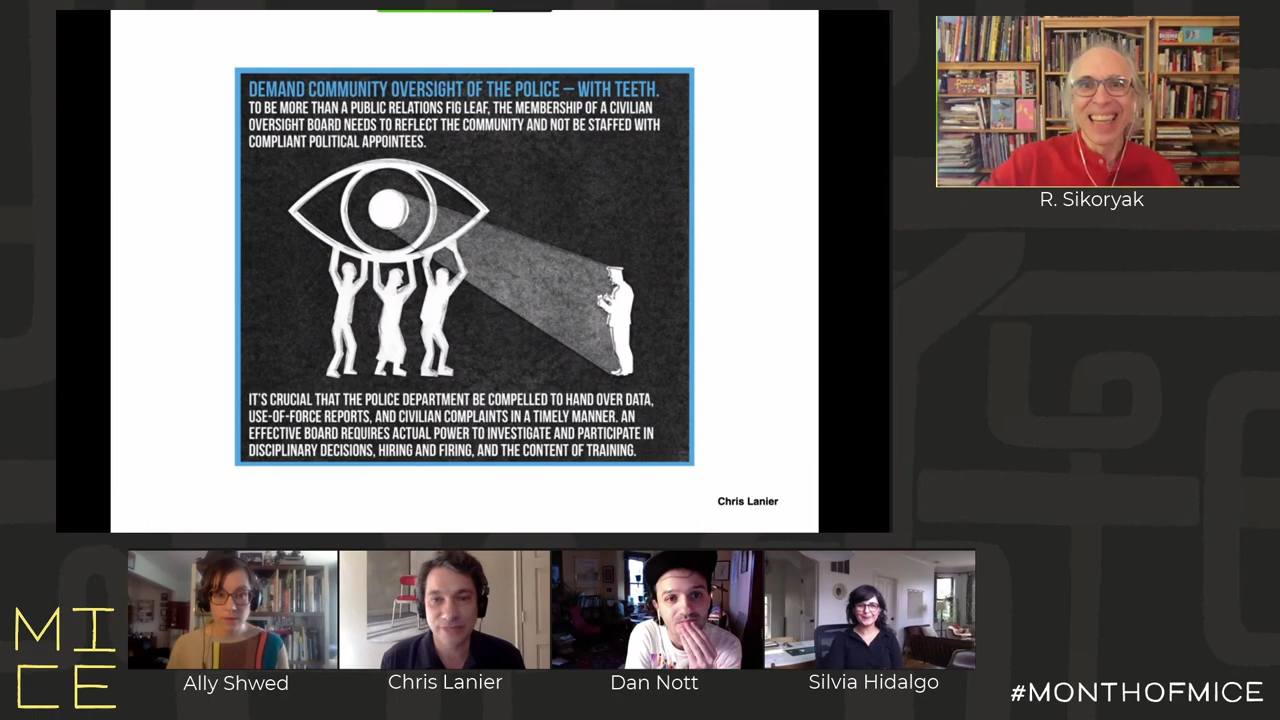 DEMAND COMMUNITY OVERSIGHT OF THE POLICE – WITH TEETH.
TO BE MORE THAN A PUBLIC RELATIONS FIG LEAF, THE MEMBERSHIP OF A CIVILIAN
OVERSIGHT BOARD NEEDS TO REFLECT THE COMMUNITY AND NOT BE STAFFED WITH
COMPLIANT POLITICAL APPOINTEES.
IT'S CRUCIAL THAT THE POLICE DEPARTMENT BE COMPELLED TO HAND OVER DATA,
USE-OF-FORCE REPORTS, AND CIVILIAN COMPLAINTS IN A TIMELY MANNER. AN
EFFECTIVE BOARD REQUIRES ACTUAL POWER TO INVESTIGATE AND PARTICIPATE IN
DISCIPLINARY DECISIONS, HIRING AND FIRING, AND THE CONTENT OF TRAINING.
Chris Lanier
R. Sikoryak
MI
CE
Ally Shwed
Chris Lanier
Dan Nott
Silvia Hidalgo
#MONTHOFMICE